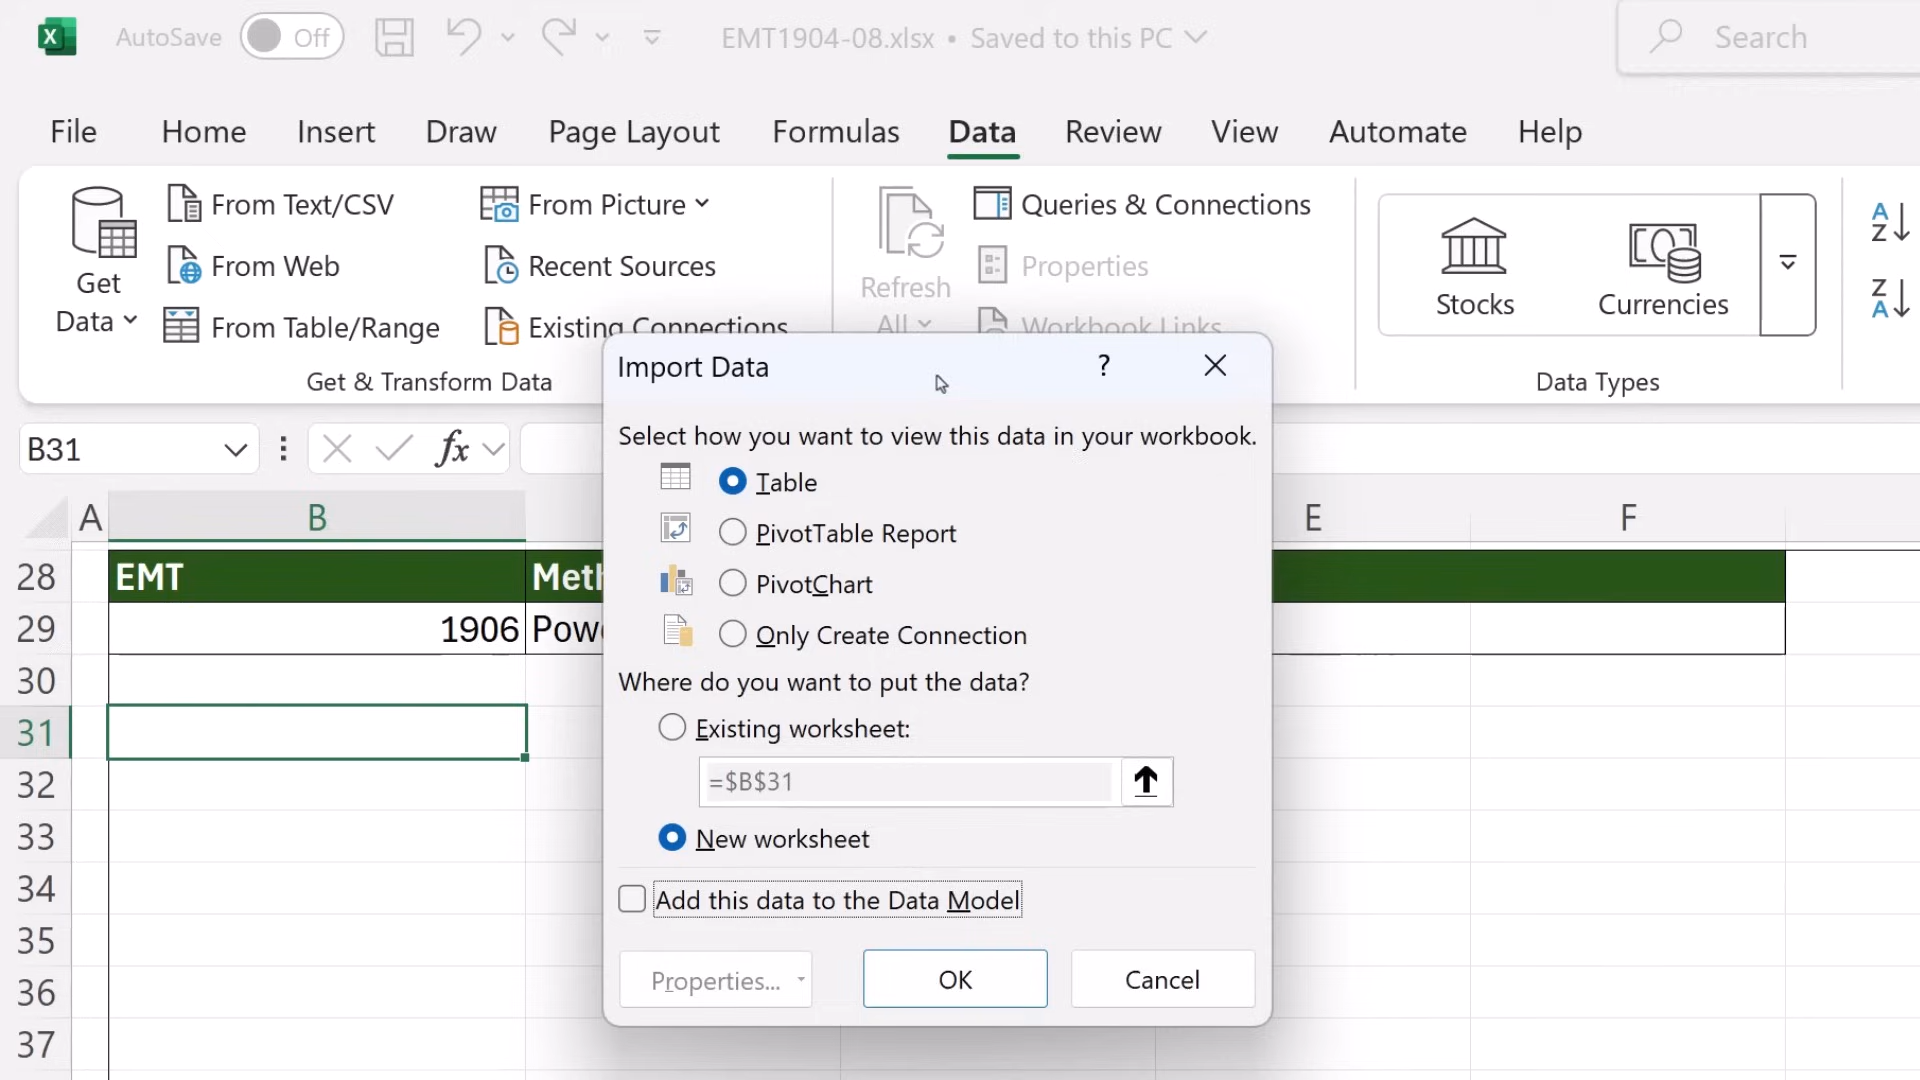 AutoSave Off EMT1904-08.xlsx • Saved to this PC Search
File Home Insert Draw Page Layout Formulas Data Review View Automate Help
Get Data
From Text/CSV
From Web
From Table/Range
From Picture
Recent Sources
Existing Connections
Get & Transform Data
Refresh All
Queries & Connections
Properties
Workbook Links
Stocks
Currencies
Data Types
A
Z
Z
A
B31
fx
A B E F
28 EMT
29 1906
30
31
32
33
34
35
36
37
Import Data ?
Select how you want to view this data in your workbook.
Table
PivotTable Report
PivotChart
Only Create Connection
Where do you want to put the data?
Existing worksheet:
=$B$31
New worksheet
Add this data to the Data Model
Properties... OK Cancel